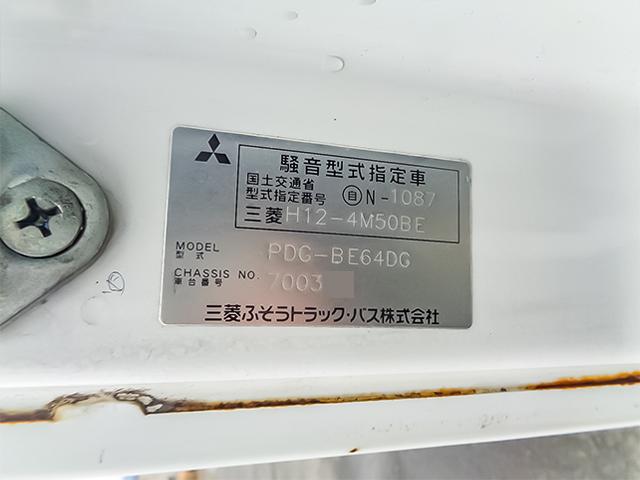 騒音型式指定車
国土交通省
型式指定番号 自 N-1087
三菱 H12-4M50BE
MODEL
型式
PDG-BE64DG
CHASSIS NO.
車台番号
7003
三菱ふそうトラック・バス株式会社